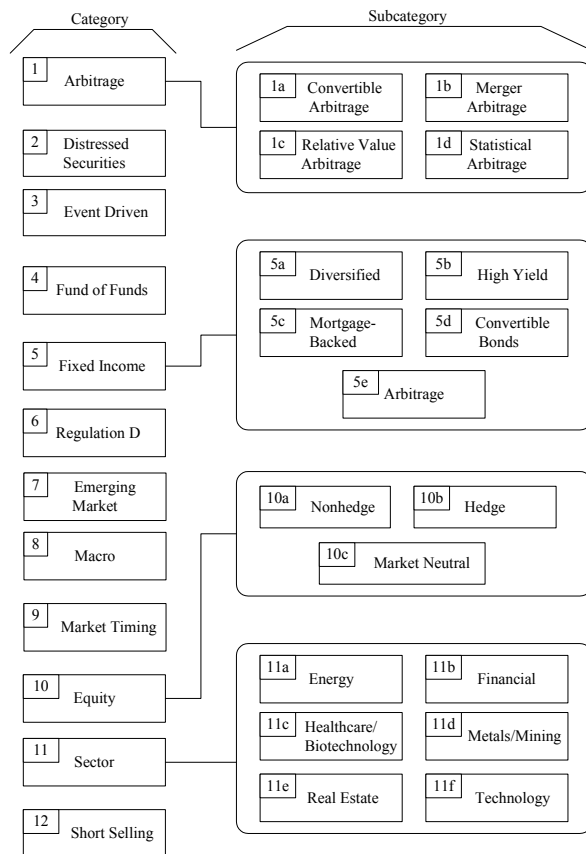 Category
Subcategory
1
Arbitrage
1a
Convertible
Arbitrage
1b
Merger
Arbitrage
1c
Relative Value
Arbitrage
1d
Statistical
Arbitrage
2
Distressed
Securities
3
Event Driven
4
Fund of Funds
5
Fixed Income
5a
Diversified
5b
High Yield
5c
Mortgage-
Backed
5d
Convertible
Bonds
5e
Arbitrage
6
Regulation D
7
Emerging
Market
8
Macro
9
Market Timing
10
Equity
10a
Nonhedge
10b
Hedge
10c
Market Neutral
11
Sector
11a
Energy
11b
Financial
11c
Healthcare/
Biotechnology
11d
Metals/Mining
11e
Real Estate
11f
Technology
12
Short Selling